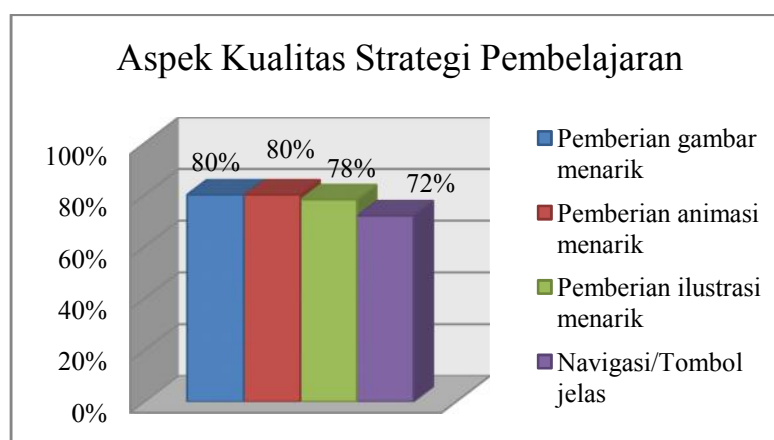 Aspek Kualitas Strategi Pembelajaran
100%
80%
60%
40%
20%
0%
80%
80%
78%
72%
Pemberian gambar
menarik
Pemberian animasi
menarik
Pemberian ilustrasi
menarik
Navigasi/Tombol
jelas